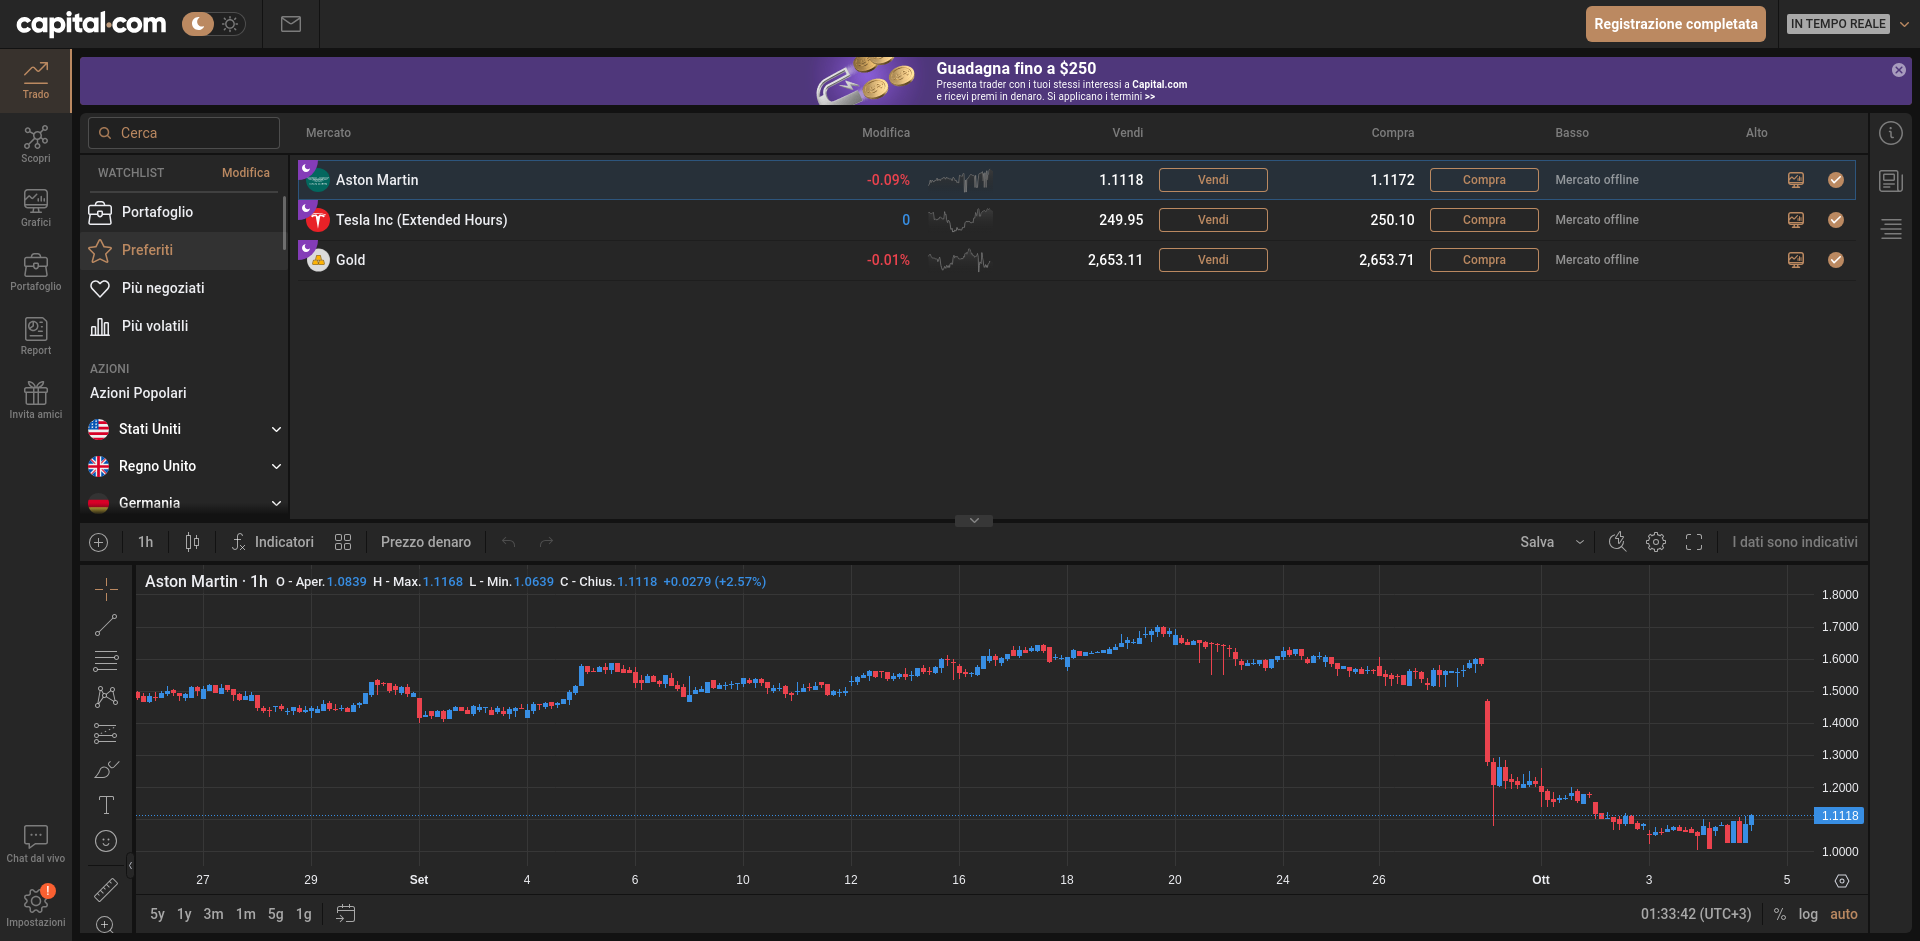 capital.com
Registrazione completata
IN TEMPO REALE
Trado
Scopri
Grafici
Portafoglio
Report
Invita amici
Chat dal vivo
!
Impostazioni
Guadagna fino a $250
Presenta trader con i tuoi stessi interessi a Capital.com
e ricevi premi in denaro. Si applicano i termini >>
Cerca
Mercato Modifica Vendi Compra Basso Alto
WATCHLIST Modifica
Portafoglio
Preferiti
Più negoziati
Più volatili
AZIONI
Azioni Popolari
Stati Uniti
Regno Unito
Germania
Aston Martin -0.09% 1.1118 Vendi 1.1172 Compra Mercato offline
Tesla Inc (Extended Hours) 0 249.95 Vendi 250.10 Compra Mercato offline
Gold -0.01% 2,653.11 Vendi 2,653.71 Compra Mercato offline
1h Indicatori Prezzo denaro Salva I dati sono indicativi
Aston Martin · 1h O - Aper.1.0839 H - Max.1.1168 L - Min.1.0639 C - Chius.1.1118 +0.0279 (+2.57%)
1.8000
1.7000
1.6000
1.5000
1.4000
1.3000
1.2000
1.1118
1.0000
27 29 Set 4 6 10 12 16 18 20 24 26 Ott 3 5
5y 1y 3m 1m 5g 1g 01:33:42 (UTC+3) % log auto